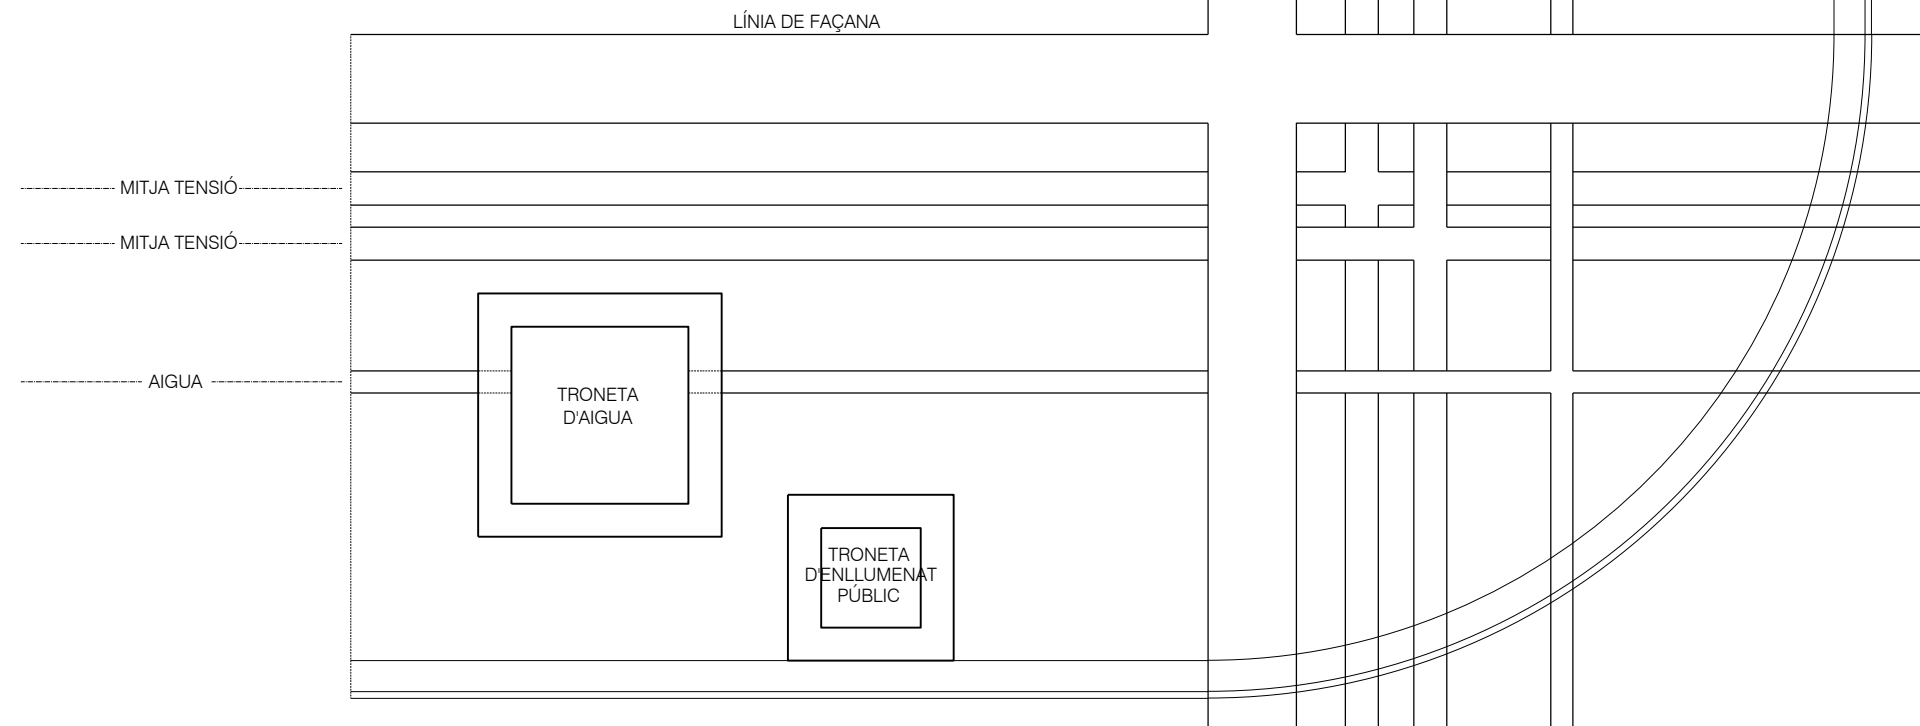 LÍNIA DE FAÇANA
MITJA TENSIÓ
MITJA TENSIÓ
AIGUA
TRONETA
D'AIGUA
TRONETA
D'ENLLUMENAT
PÚBLIC